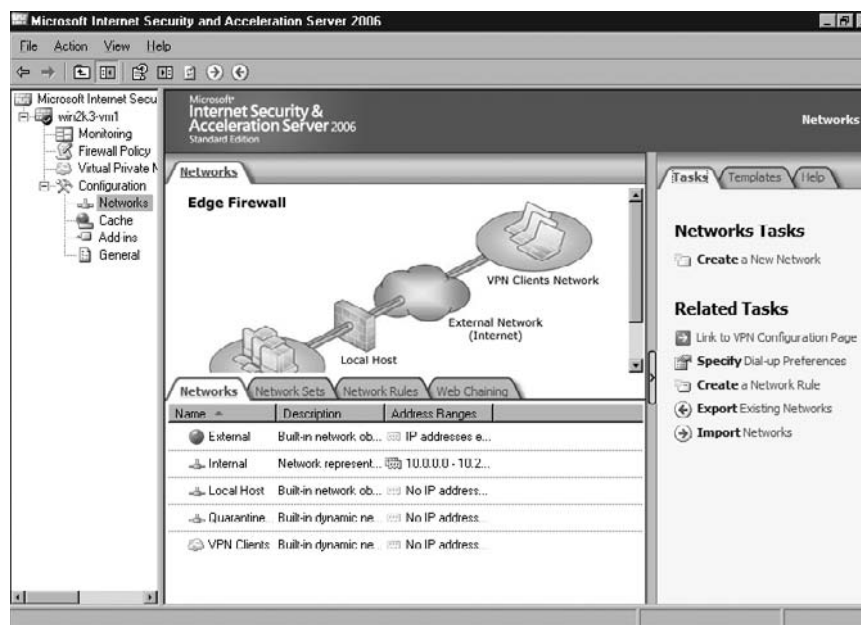 Microsoft Internet Security and Acceleration Server 2006
File Action View Help
Microsoft Internet Secu
win2k3-vm1
Monitoring
Firewall Policy
Virtual Private N
Configuration
Networks
Cache
Add-ins
General
Microsoft
Internet Security &
Acceleration Server 2006
Standard Edition
Networks
Networks
Edge Firewall
VPN Clients Network
External Network
(Internet)
Local Host
Networks Network Sets Network Rules Web Chaining
Name Description Address Ranges
External Built-in network ob... IP addresses e...
Internal Network represent... 10.0.0.0 - 10.2...
Local Host Built-in network ob... No IP address...
Quarantine... Built-in dynamic ne... No IP address...
VPN Clients Built-in dynamic ne... No IP address...
Tasks Templates Help
Networks Tasks
Create a New Network
Related Tasks
Link to VPN Configuration Page
Specify Dial-up Preferences
Create a Network Rule
Export Existing Networks
Import Networks